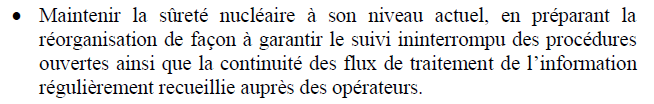 • Maintenir la sûreté nucléaire à son niveau actuel, en préparant la
réorganisation de façon à garantir le suivi ininterrompu des procédures
ouvertes ainsi que la continuité des flux de traitement de l’information
régulièrement recueillie auprès des opérateurs.